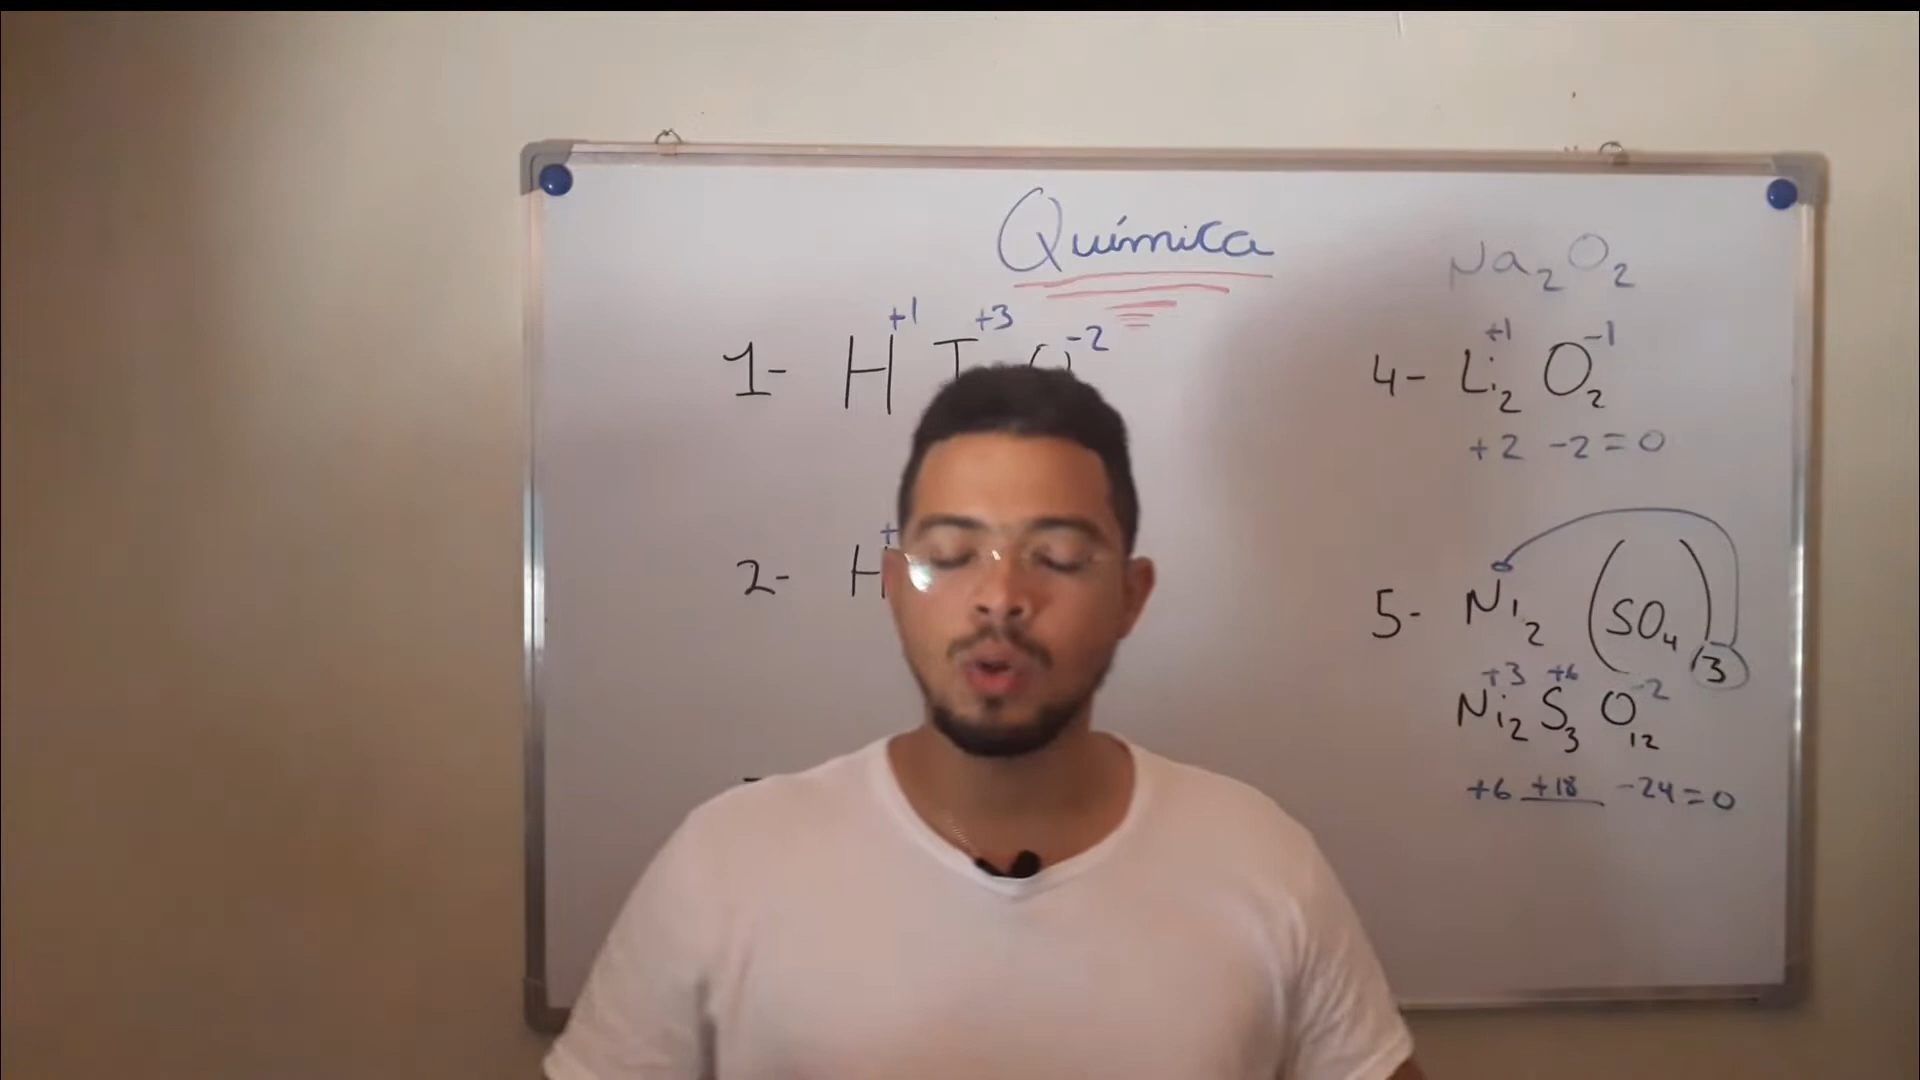 Química
1- H⁺¹ I⁺³ O⁻²
2- H⁺
Na₂O₂
4- Li₂⁺¹ O₂⁻¹
+2 -2=0
5- Ni₂ (SO₄)₃
Ni₂⁺³ S₃⁺⁶ O₁₂⁻²
+6 +18 -24=0